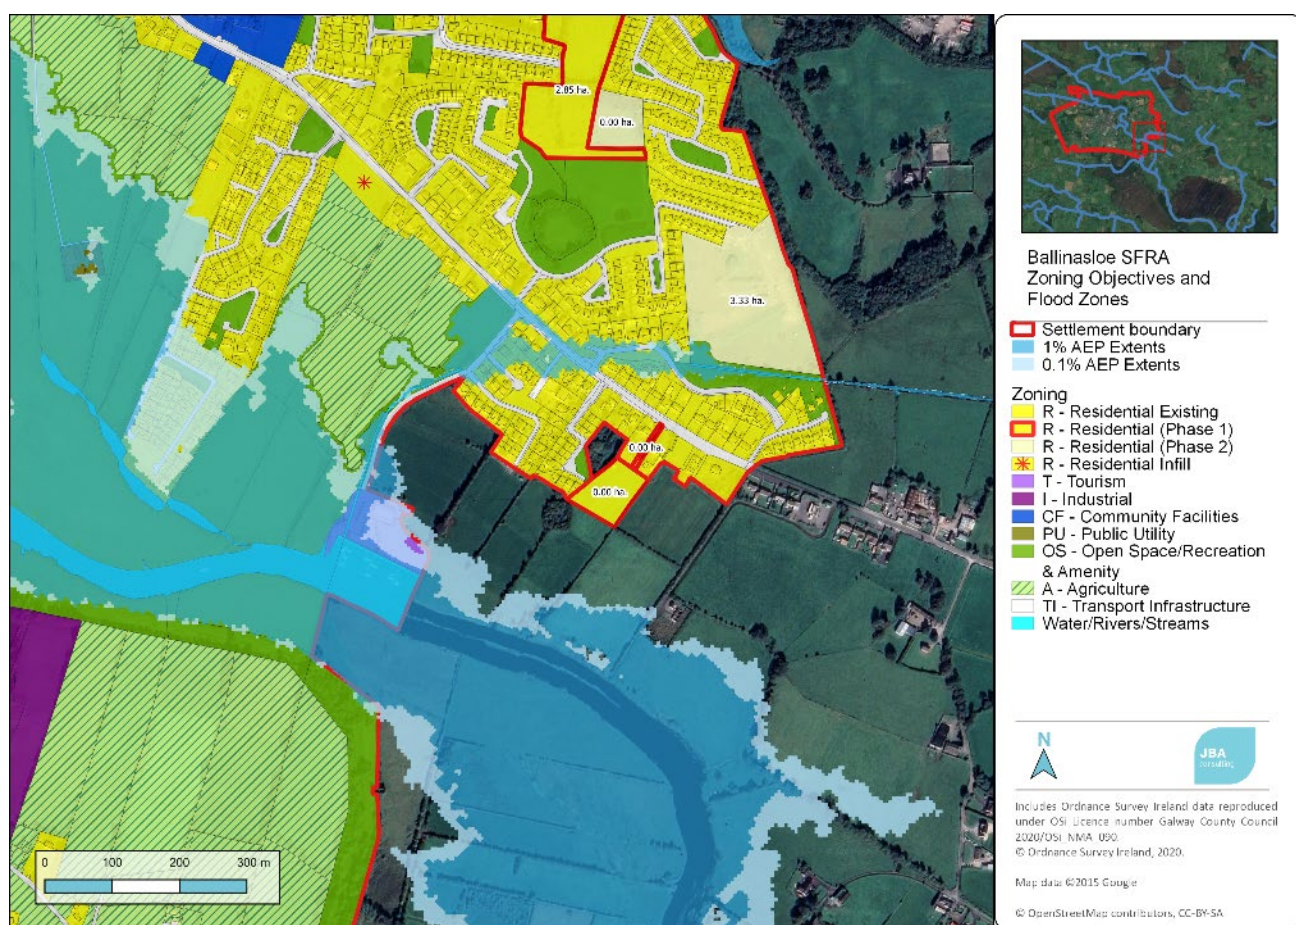 2.85 ha.
0.00 ha.
3.33 ha.
0.00 ha.
0.00 ha.
0 100 200 300 m
Ballinasloe SFRA
Zoning Objectives and
Flood Zones
Settlement boundary
1% AEP Extents
0.1% AEP Extents
Zoning
R - Residential Existing
R - Residential (Phase 1)
R - Residential (Phase 2)
R - Residential Infill
T - Tourism
I - Industrial
CF - Community Facilities
PU - Public Utility
OS - Open Space/Recreation
& Amenity
A - Agriculture
TI - Transport Infrastructure
Water/Rivers/Streams
N
JBA
consulting
Includes Ordnance Survey Ireland data reproduced
under OSi Licence number Galway County Council
2020/OSi_NMA_090.
© Ordnance Survey Ireland, 2020.
Map data ©2015 Google
© OpenStreetMap contributors, CC-BY-SA